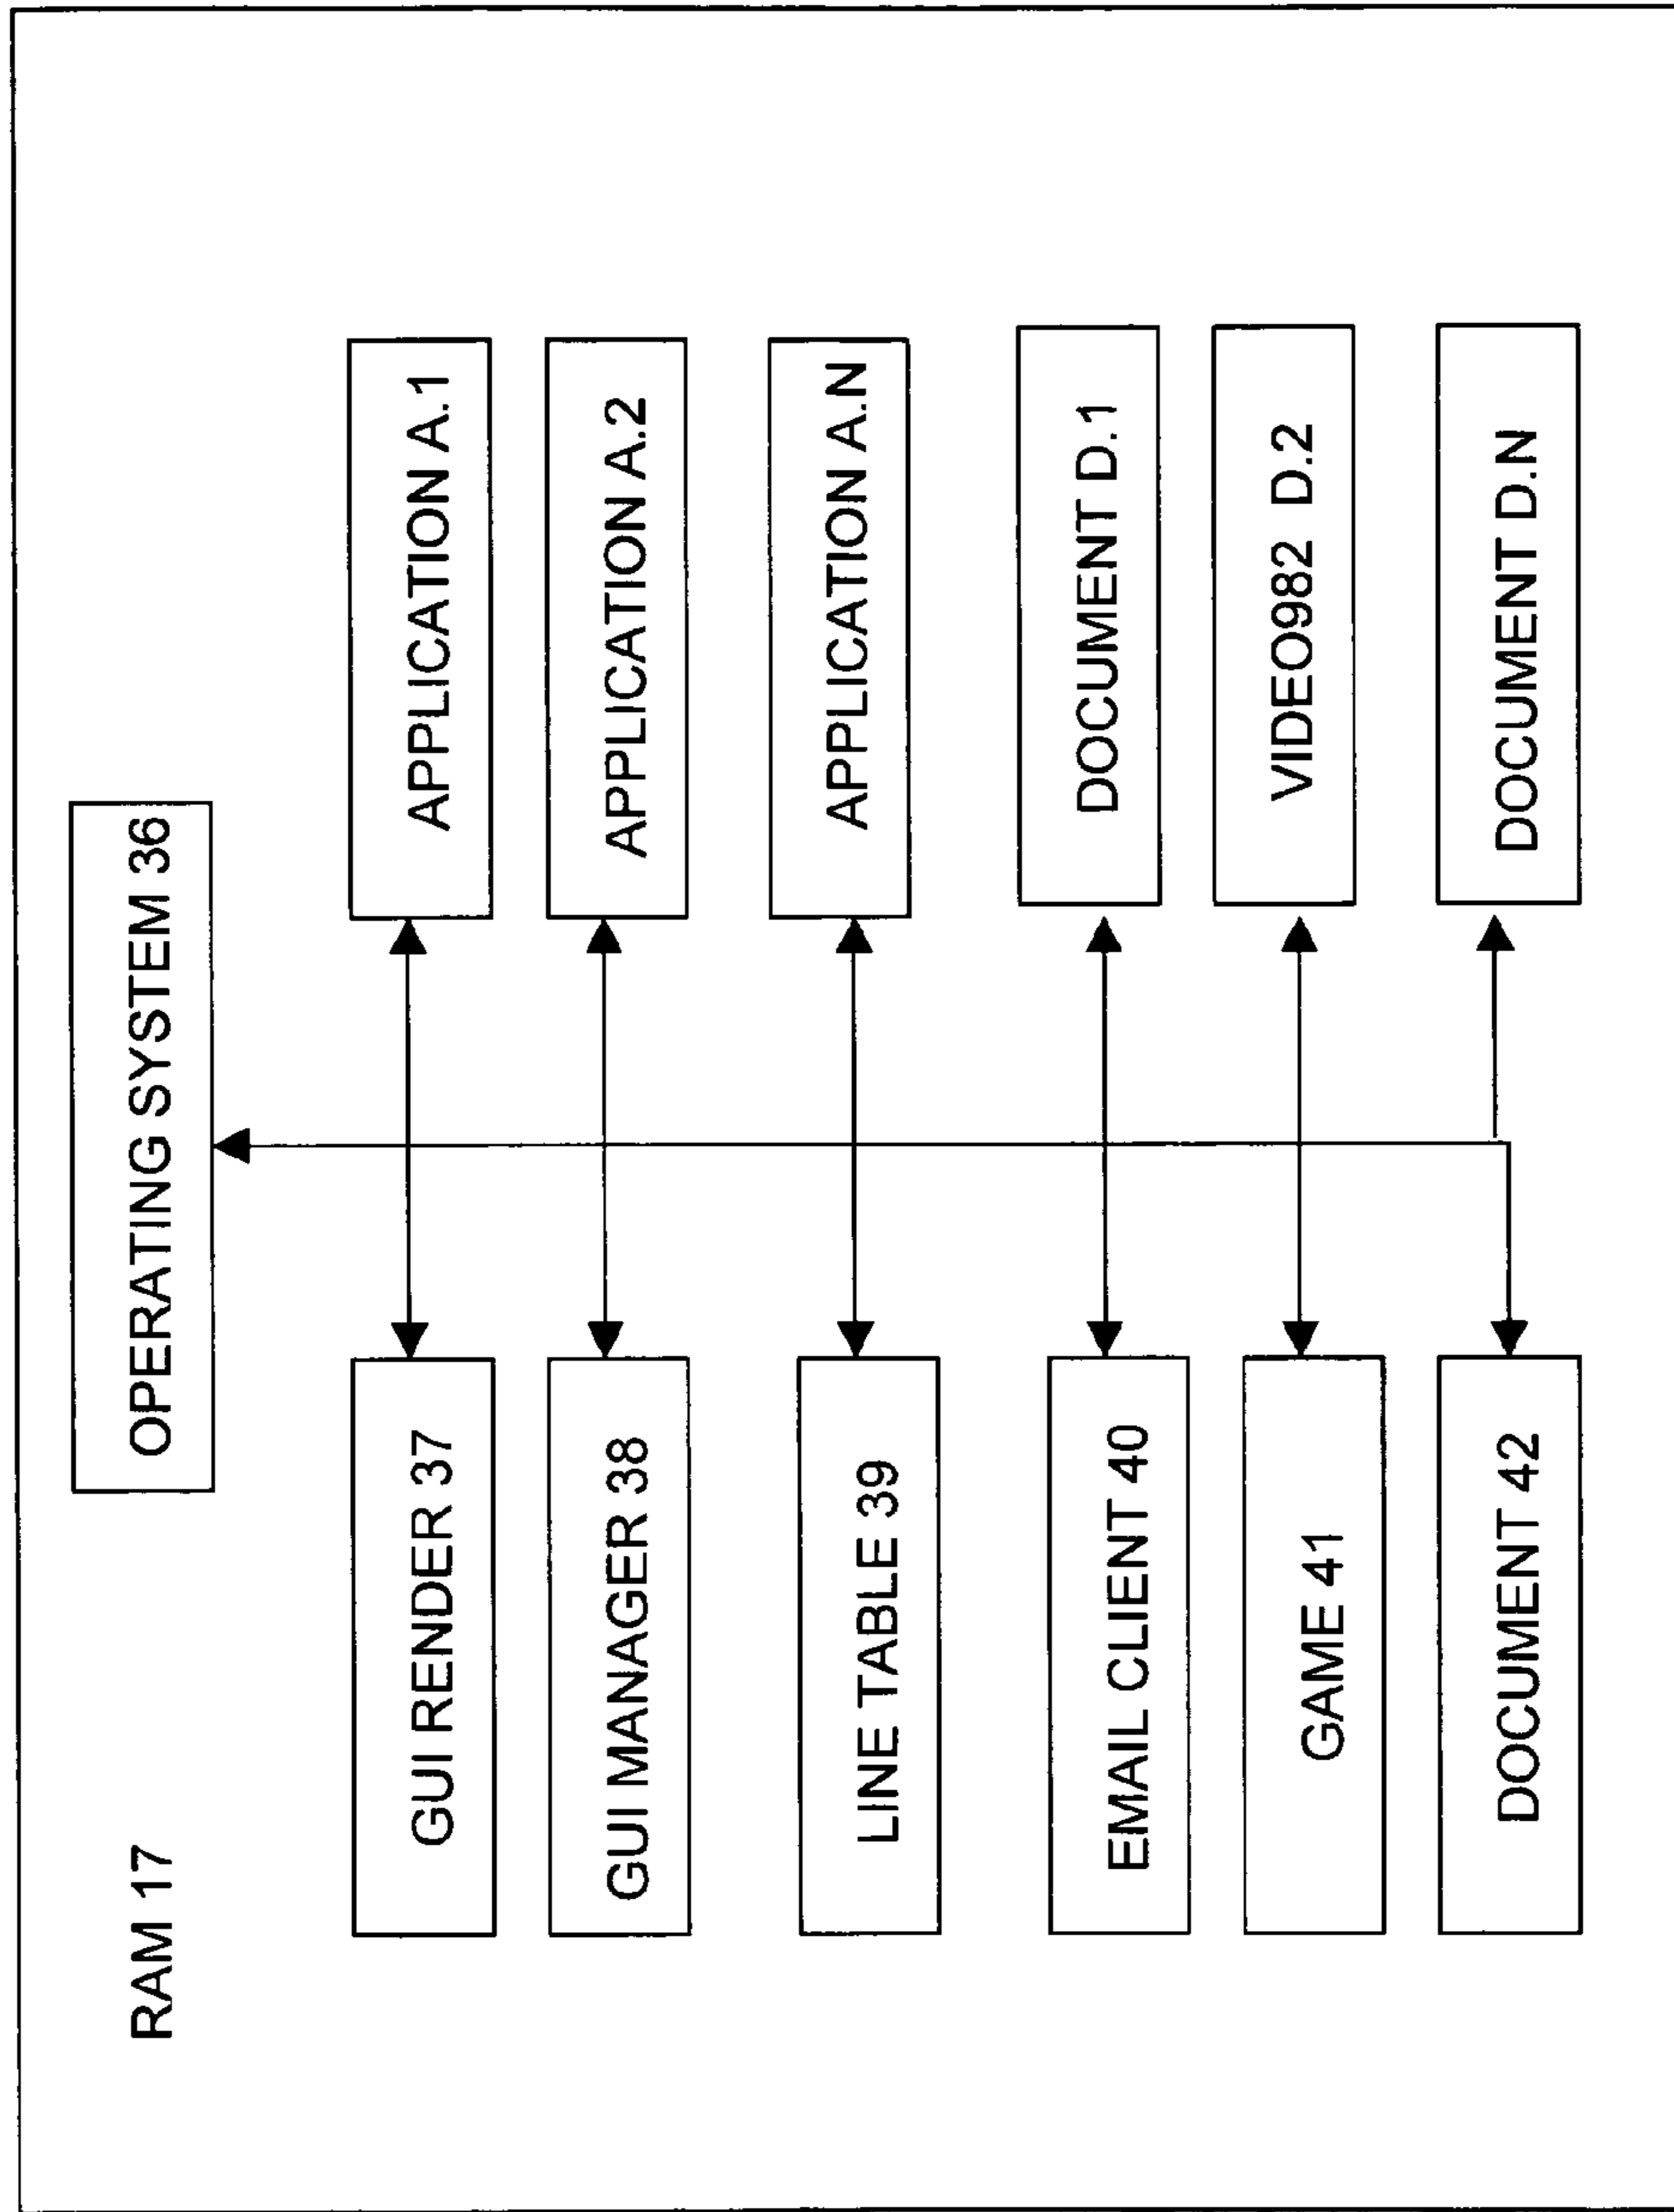 RAM 17
OPERATING SYSTEM 36
GUI RENDER 37
APPLICATION A.1
GUI MANAGER 38
APPLICATION A.2
LINE TABLE 39
APPLICATION A.N
EMAIL CLIENT 40
DOCUMENT D.1
GAME 41
VIDEO982 D.2
DOCUMENT 42
DOCUMENT D.N